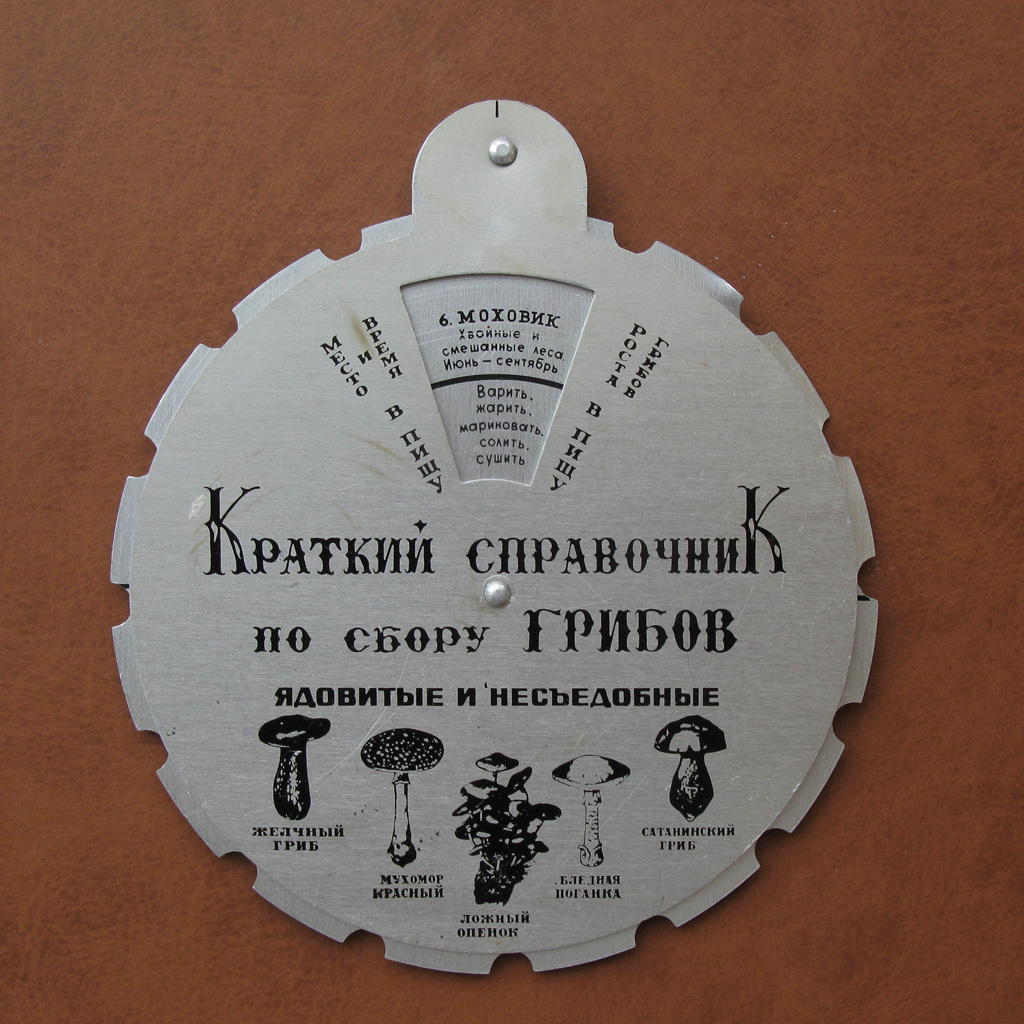 6. МОХОВИК
Хвойные и
смешанные леса.
Июнь — сентябрь
Варить,
жарить,
мариновать,
солить,
сушить
МЕСТО И ВРЕМЯ
РОСТА ГРИБОВ
В ПИЩУ
В ПИЩУ
КРАТКИЙ СПРАВОЧНИК
ПО СБОРУ ГРИБОВ
ЯДОВИТЫЕ И НЕСЪЕДОБНЫЕ
ЖЕЛЧНЫЙ
ГРИБ
МУХОМОР
КРАСНЫЙ
ЛОЖНЫЙ
ОПЕНОК
БЛЕДНАЯ
ПОГАНКА
САТАНИНСКИЙ
ГРИБ